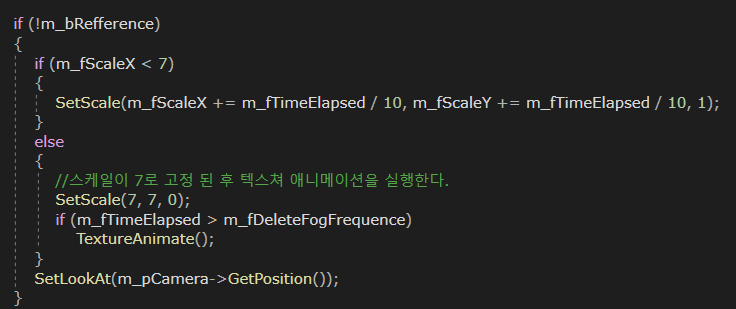 if (!m_bRefference)
{
if (m_fScaleX < 7)
{
SetScale(m_fScaleX += m_fTimeElapsed / 10, m_fScaleY += m_fTimeElapsed / 10, 1);
}
else
{
//스케일이 7로 고정 된 후 텍스쳐 애니메이션을 실행한다.
SetScale(7, 7, 0);
if (m_fTimeElapsed > m_fDeleteFogFrequence)
TextureAnimate();
}
SetLookAt(m_pCamera->GetPosition());
}